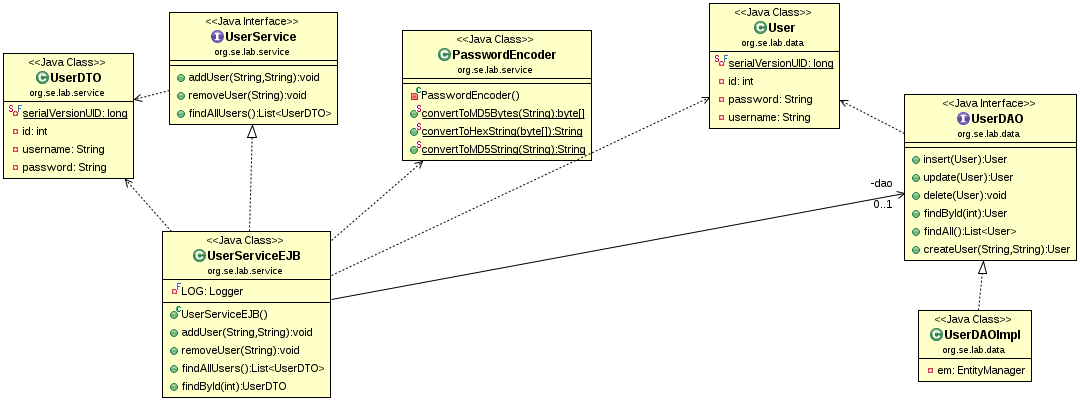 <<Java Class>>
UserDTO
org.se.lab.service
serialVersionUID: long
id: int
username: String
password: String
<<Java Interface>>
UserService
org.se.lab.service
addUser(String,String):void
removeUser(String):void
findAllUsers():List<UserDTO>
<<Java Class>>
PasswordEncoder
org.se.lab.service
PasswordEncoder()
convertToMD5Bytes(String):byte[]
convertToHexString(byte[]):String
convertToMD5String(String):String
<<Java Class>>
User
org.se.lab.data
serialVersionUID: long
id: int
password: String
username: String
<<Java Interface>>
UserDAO
org.se.lab.data
insert(User):User
update(User):User
delete(User):void
findById(int):User
findAll():List<User>
createUser(String,String):User
-dao
0..1
<<Java Class>>
UserServiceEJB
org.se.lab.service
LOG: Logger
UserServiceEJB()
addUser(String,String):void
removeUser(String):void
findAllUsers():List<UserDTO>
findById(int):UserDTO
<<Java Class>>
UserDAOImpl
org.se.lab.data
em: EntityManager